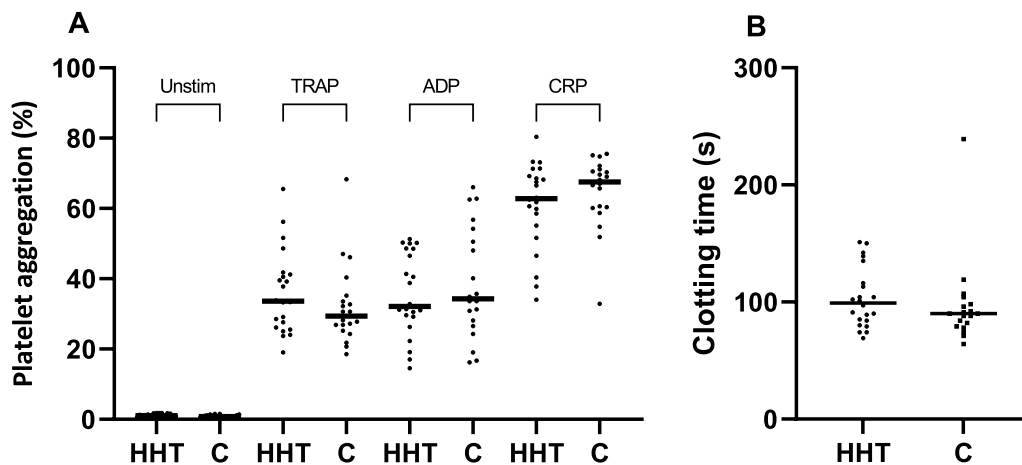 A
Platelet aggregation (%)
100
80
60
40
20
0
Unstim
TRAP
ADP
CRP
HHT C HHT C HHT C HHT C
B
Clotting time (s)
300
200
100
0
HHT C